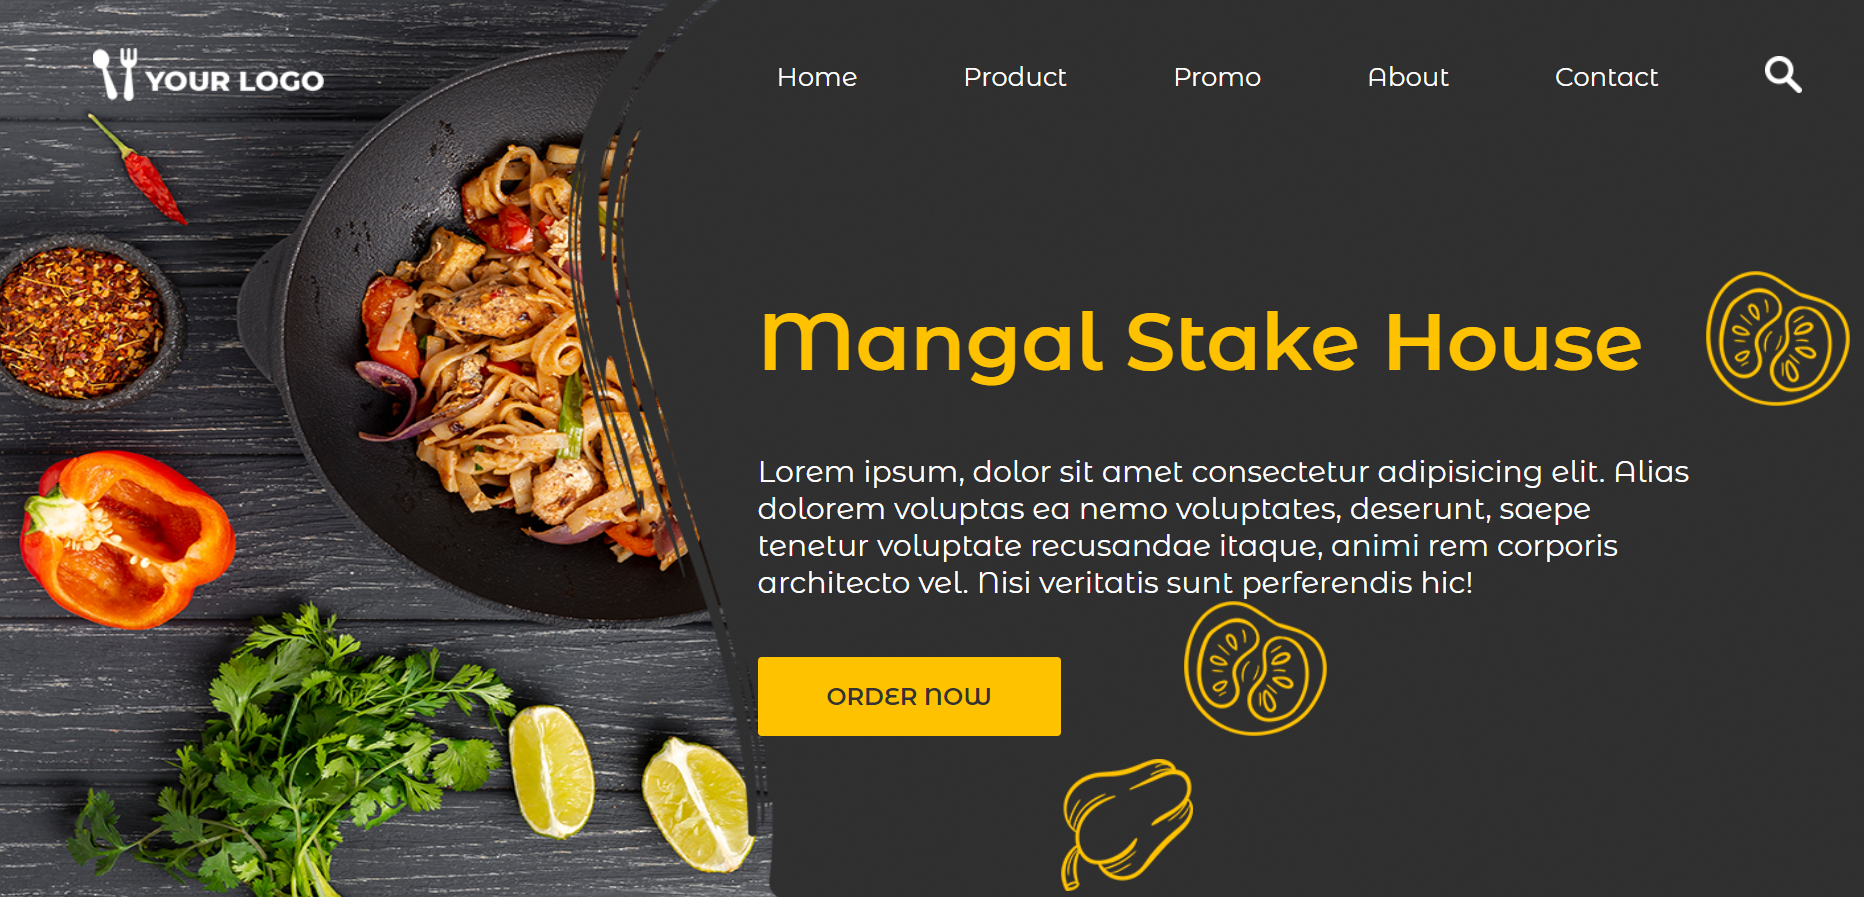 YOUR LOGO
Home Product Promo About Contact
Mangal Stake House
Lorem ipsum, dolor sit amet consectetur adipisicing elit. Alias
dolorem voluptas ea nemo voluptates, deserunt, saepe
tenetur voluptate recusandae itaque, animi rem corporis
architecto vel. Nisi veritatis sunt perferendis hic!
ORDER NOW